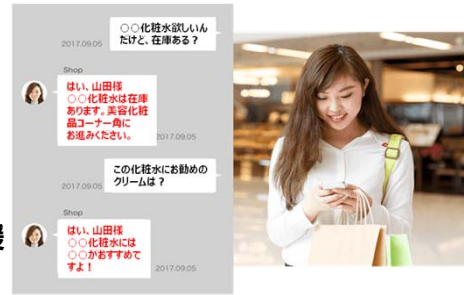 ○○化粧水欲しいん
だけど、在庫ある？
2017.09.05
Shop
はい、山田様
○○化粧水は在庫
あります。美容化粧
品コーナー角に
お進みください。
2017.09.05
この化粧水にお勧めの
クリームは？
2017.09.05
Shop
はい、山田様
○○化粧水には
○○がおすすめで
すよ！
2017.09.05